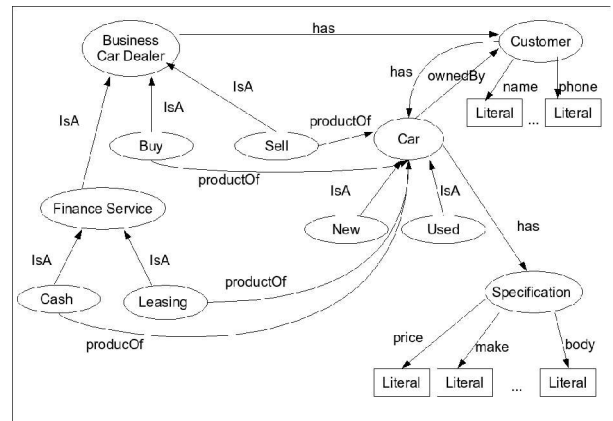 Business
Car Dealer
has
Customer
has
ownedBy
name
phone
Literal
...
Literal
IsA
IsA
IsA
productOf
Buy
Sell
Car
productOf
IsA
IsA
Finance Service
New
Used
has
IsA
IsA
productOf
Cash
Leasing
Specification
producOf
price
make
body
Literal
Literal
...
Literal